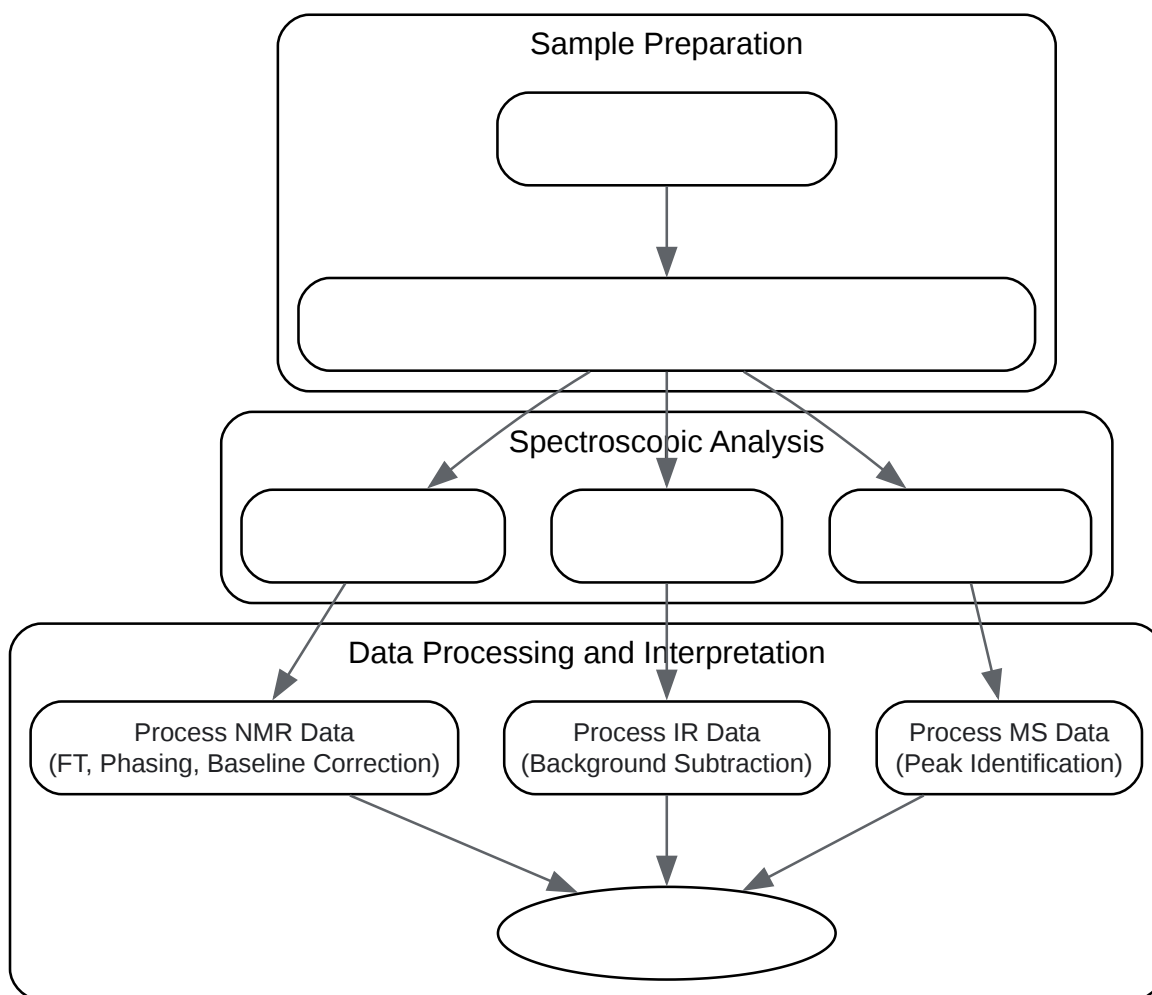 Sample Preparation
Spectroscopic Analysis
Data Processing and Interpretation
Process NMR Data
(FT, Phasing, Baseline Correction)
Process IR Data
(Background Subtraction)
Process MS Data
(Peak Identification)